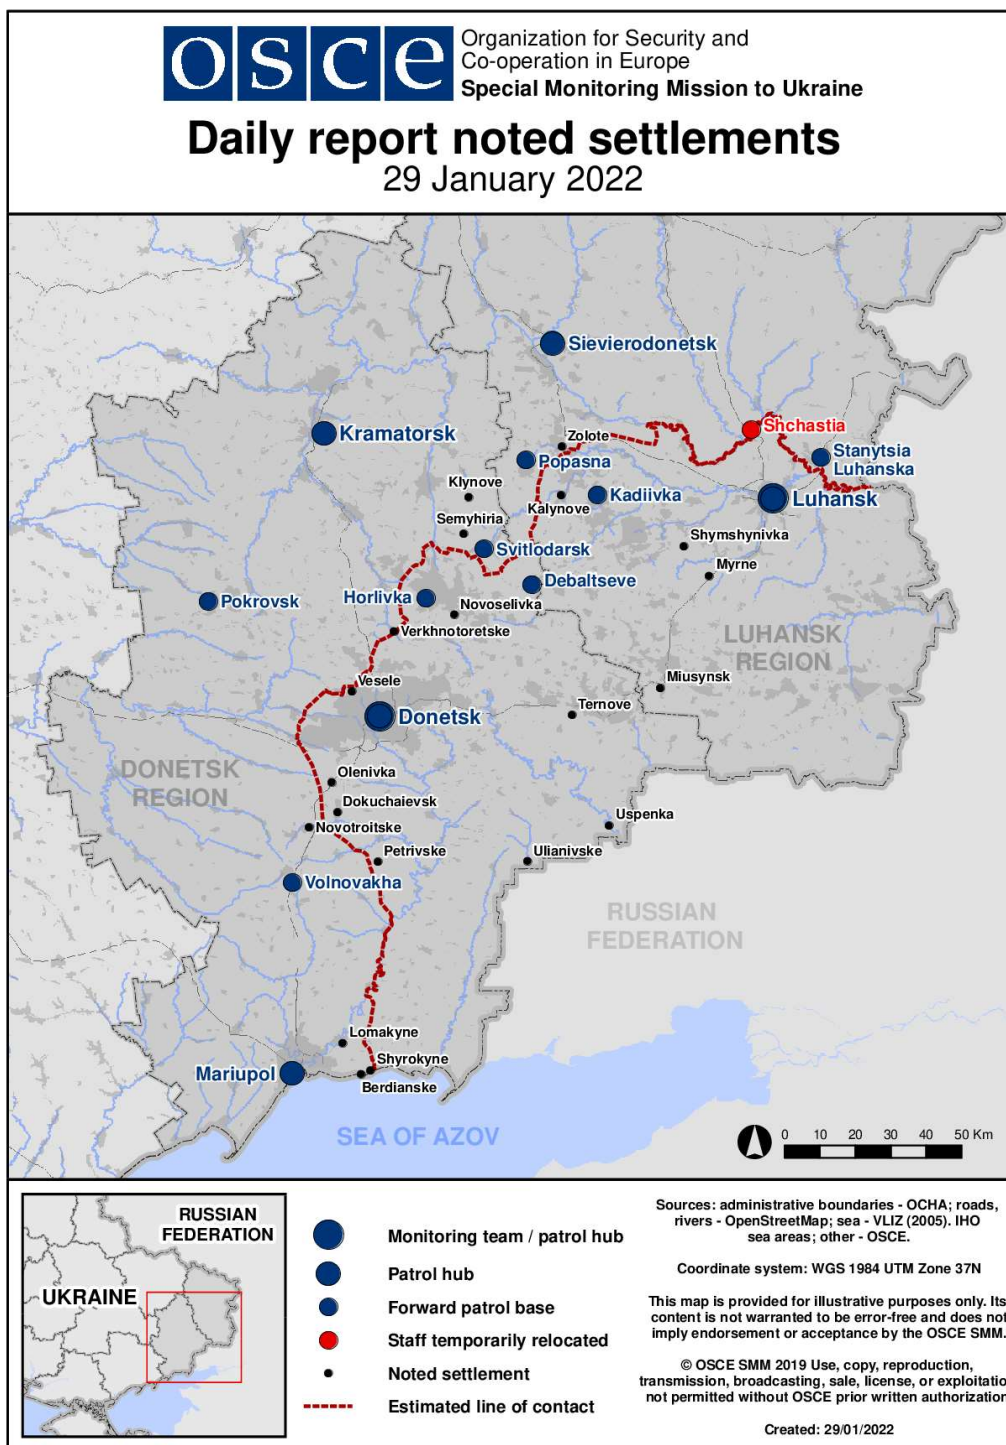 osce
Organization for Security and
Co-operation in Europe
Special Monitoring Mission to Ukraine
Daily report noted settlements
29 January 2022
Sievierodonetsk
Kramatorsk
Zolote
Shchastia
Popasna
Stanytsia
Luhanska
Klynove
Kalynove
Kadiivka
Luhansk
Semyhiria
Svitlodarsk
Shymshynivka
Debaltseve
Myrne
Pokrovsk
Horlivka
Novoselivka
Verkhnotoretske
LUHANSK
REGION
Vesele
Miusynsk
Donetsk
Ternove
DONETSK
REGION
Olenivka
Dokuchaievsk
Novotroitske
Uspenka
Petrivske
Ulianivske
Volnovakha
RUSSIAN
FEDERATION
Lomakyne
Shyrokyne
Mariupol
Berdianske
SEA OF AZOV
0 10 20 30 40 50 Km
RUSSIAN
FEDERATION
UKRAINE
Monitoring team / patrol hub
Patrol hub
Forward patrol base
Staff temporarily relocated
Noted settlement
Estimated line of contact
Sources: administrative boundaries - OCHA; roads,
rivers - OpenStreetMap; sea - VLIZ (2005). IHO
sea areas; other - OSCE.
Coordinate system: WGS 1984 UTM Zone 37N
This map is provided for illustrative purposes only. Its
content is not warranted to be error-free and does not
imply endorsement or acceptance by the OSCE SMM.
© OSCE SMM 2019 Use, copy, reproduction,
transmission, broadcasting, sale, license, or exploitatio
not permitted without OSCE prior written authorization
Created: 29/01/2022